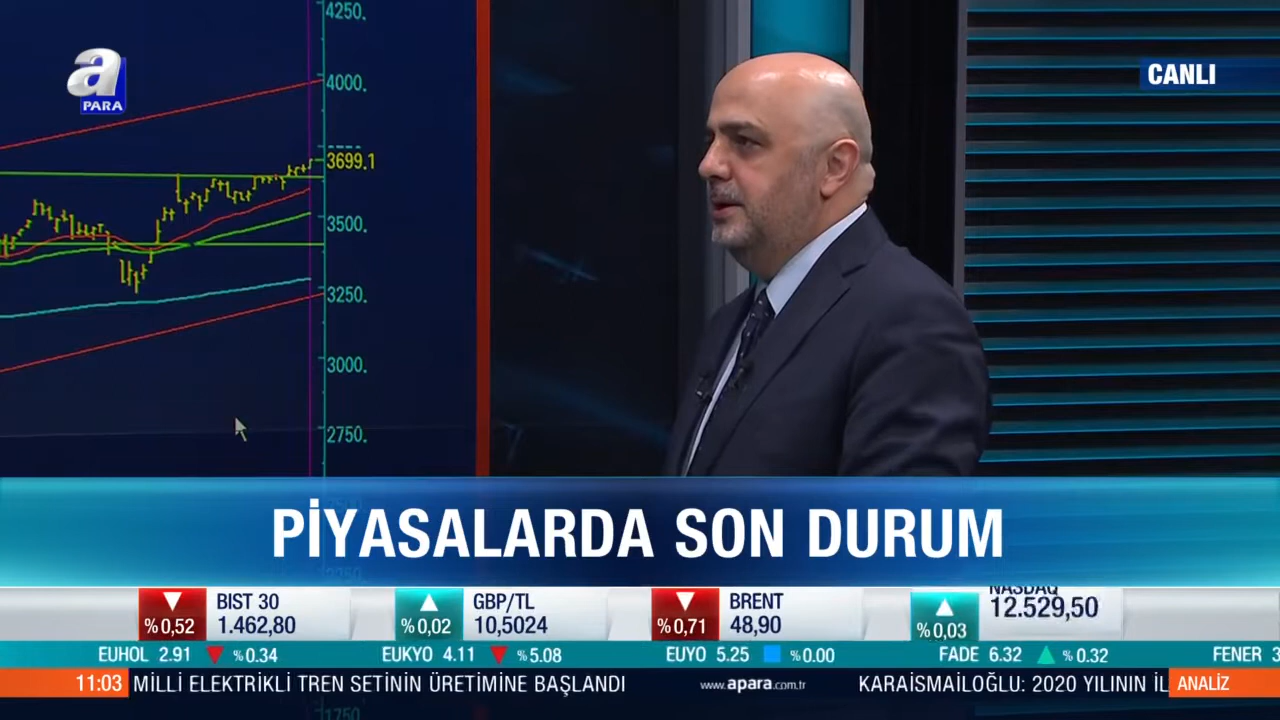 4250.
a
PARA
CANLI
4000.
3699.1
3500.
3250.
3000.
2750.
PİYASALARDA SON DURUM
%0,52 BIST 30 1.462,80
%0,02 GBP/TL 10,5024
%0,71 BRENT 48,90
%0,03 NASDAQ 12.529,50
EUHOL 2.91 %0.34 EUKYO 4.11 %5.08 EUYO 5.25 %0.00 FADE 6.32 %0.32 FENER 3
11:03 MİLLİ ELEKTRİKLİ TREN SETİNİN ÜRETİMİNE BAŞLANDI www.apara.com.tr KARAİSMAİLOĞLU: 2020 YILININ İL ANALİZ
1750